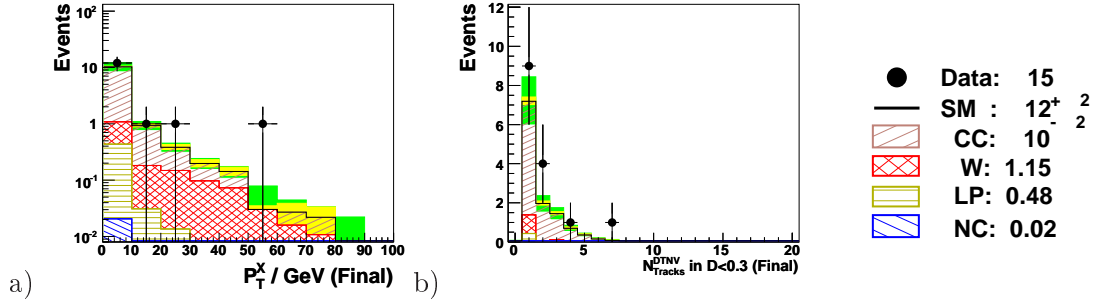 Events
10
1
10^-1
10^-2
0 10 20 30 40 50 60 70 80 90 100
P_T^X / GeV (Final)
a)
Events
12
10
8
6
4
2
0
0 5 10 15 20
N_Tracks^DTNV in D<0.3 (Final)
b)
Data: 15
SM : 12 + 2 - 2
CC: 10
W: 1.15
LP: 0.48
NC: 0.02